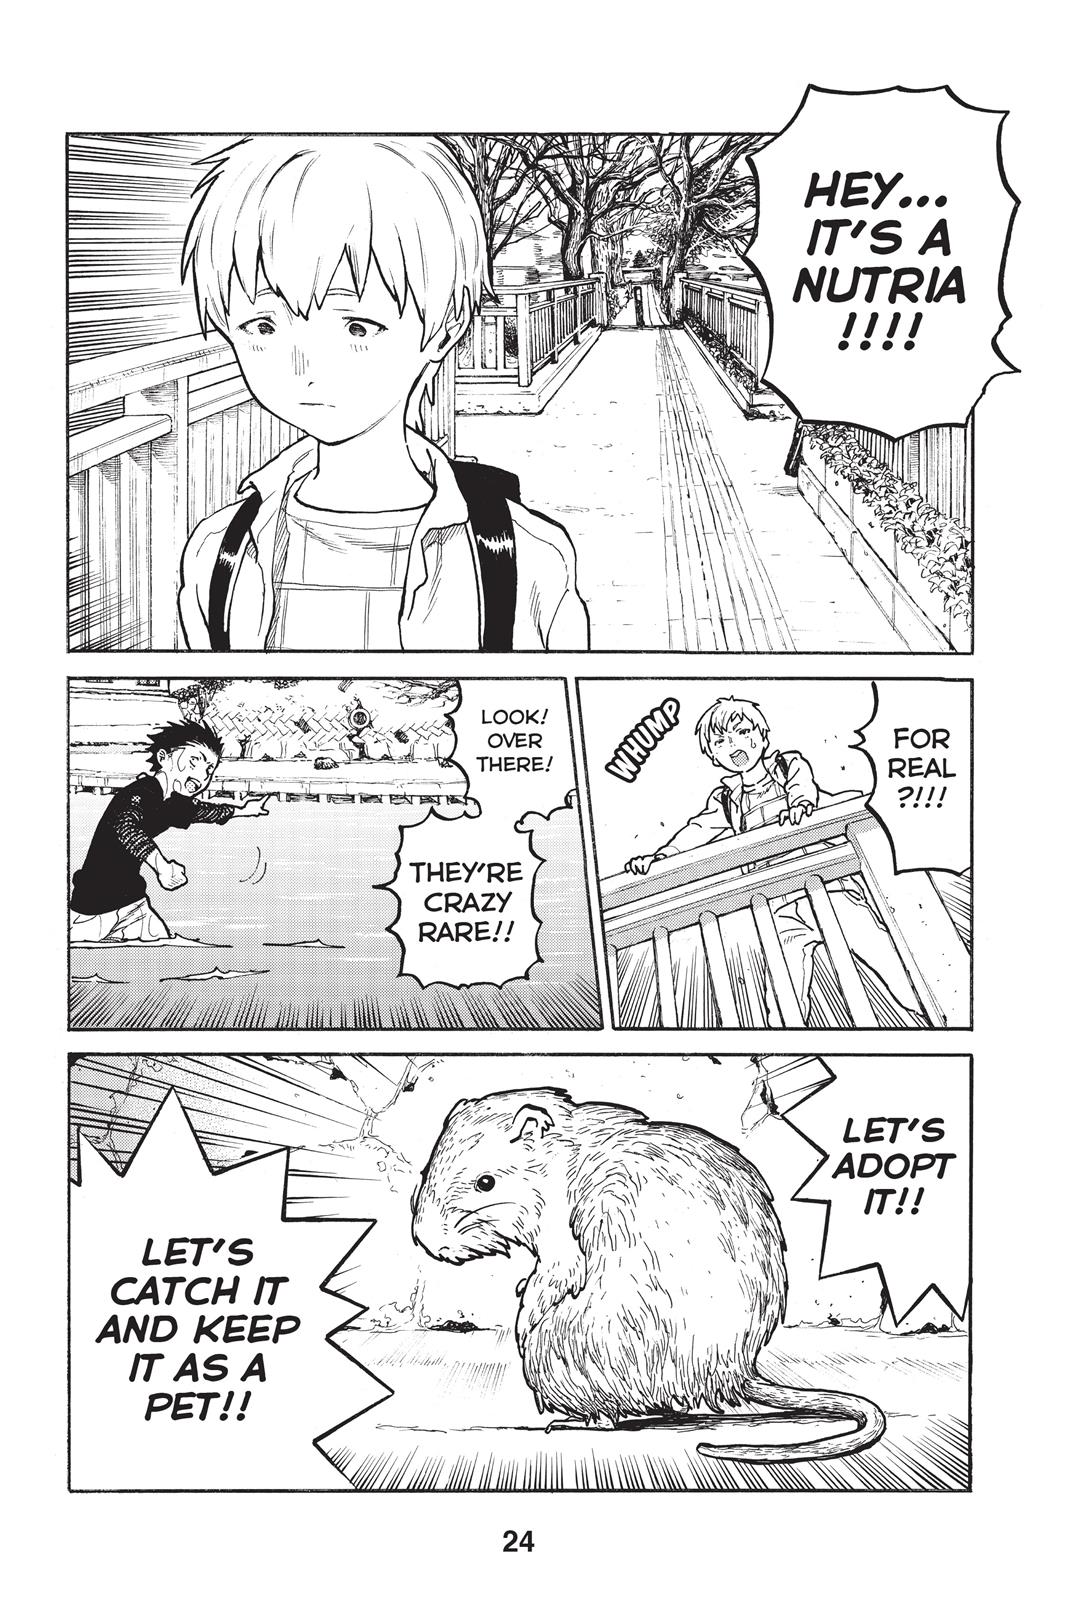 HEY...
IT'S A
NUTRIA
!!!!
FOR
REAL
?!!!
WHUMP
LOOK!
OVER
THERE!
THEY'RE
CRAZY
RARE!!
LET'S
ADOPT
IT!!
LET'S
CATCH IT
AND KEEP
IT AS A
PET!!
24